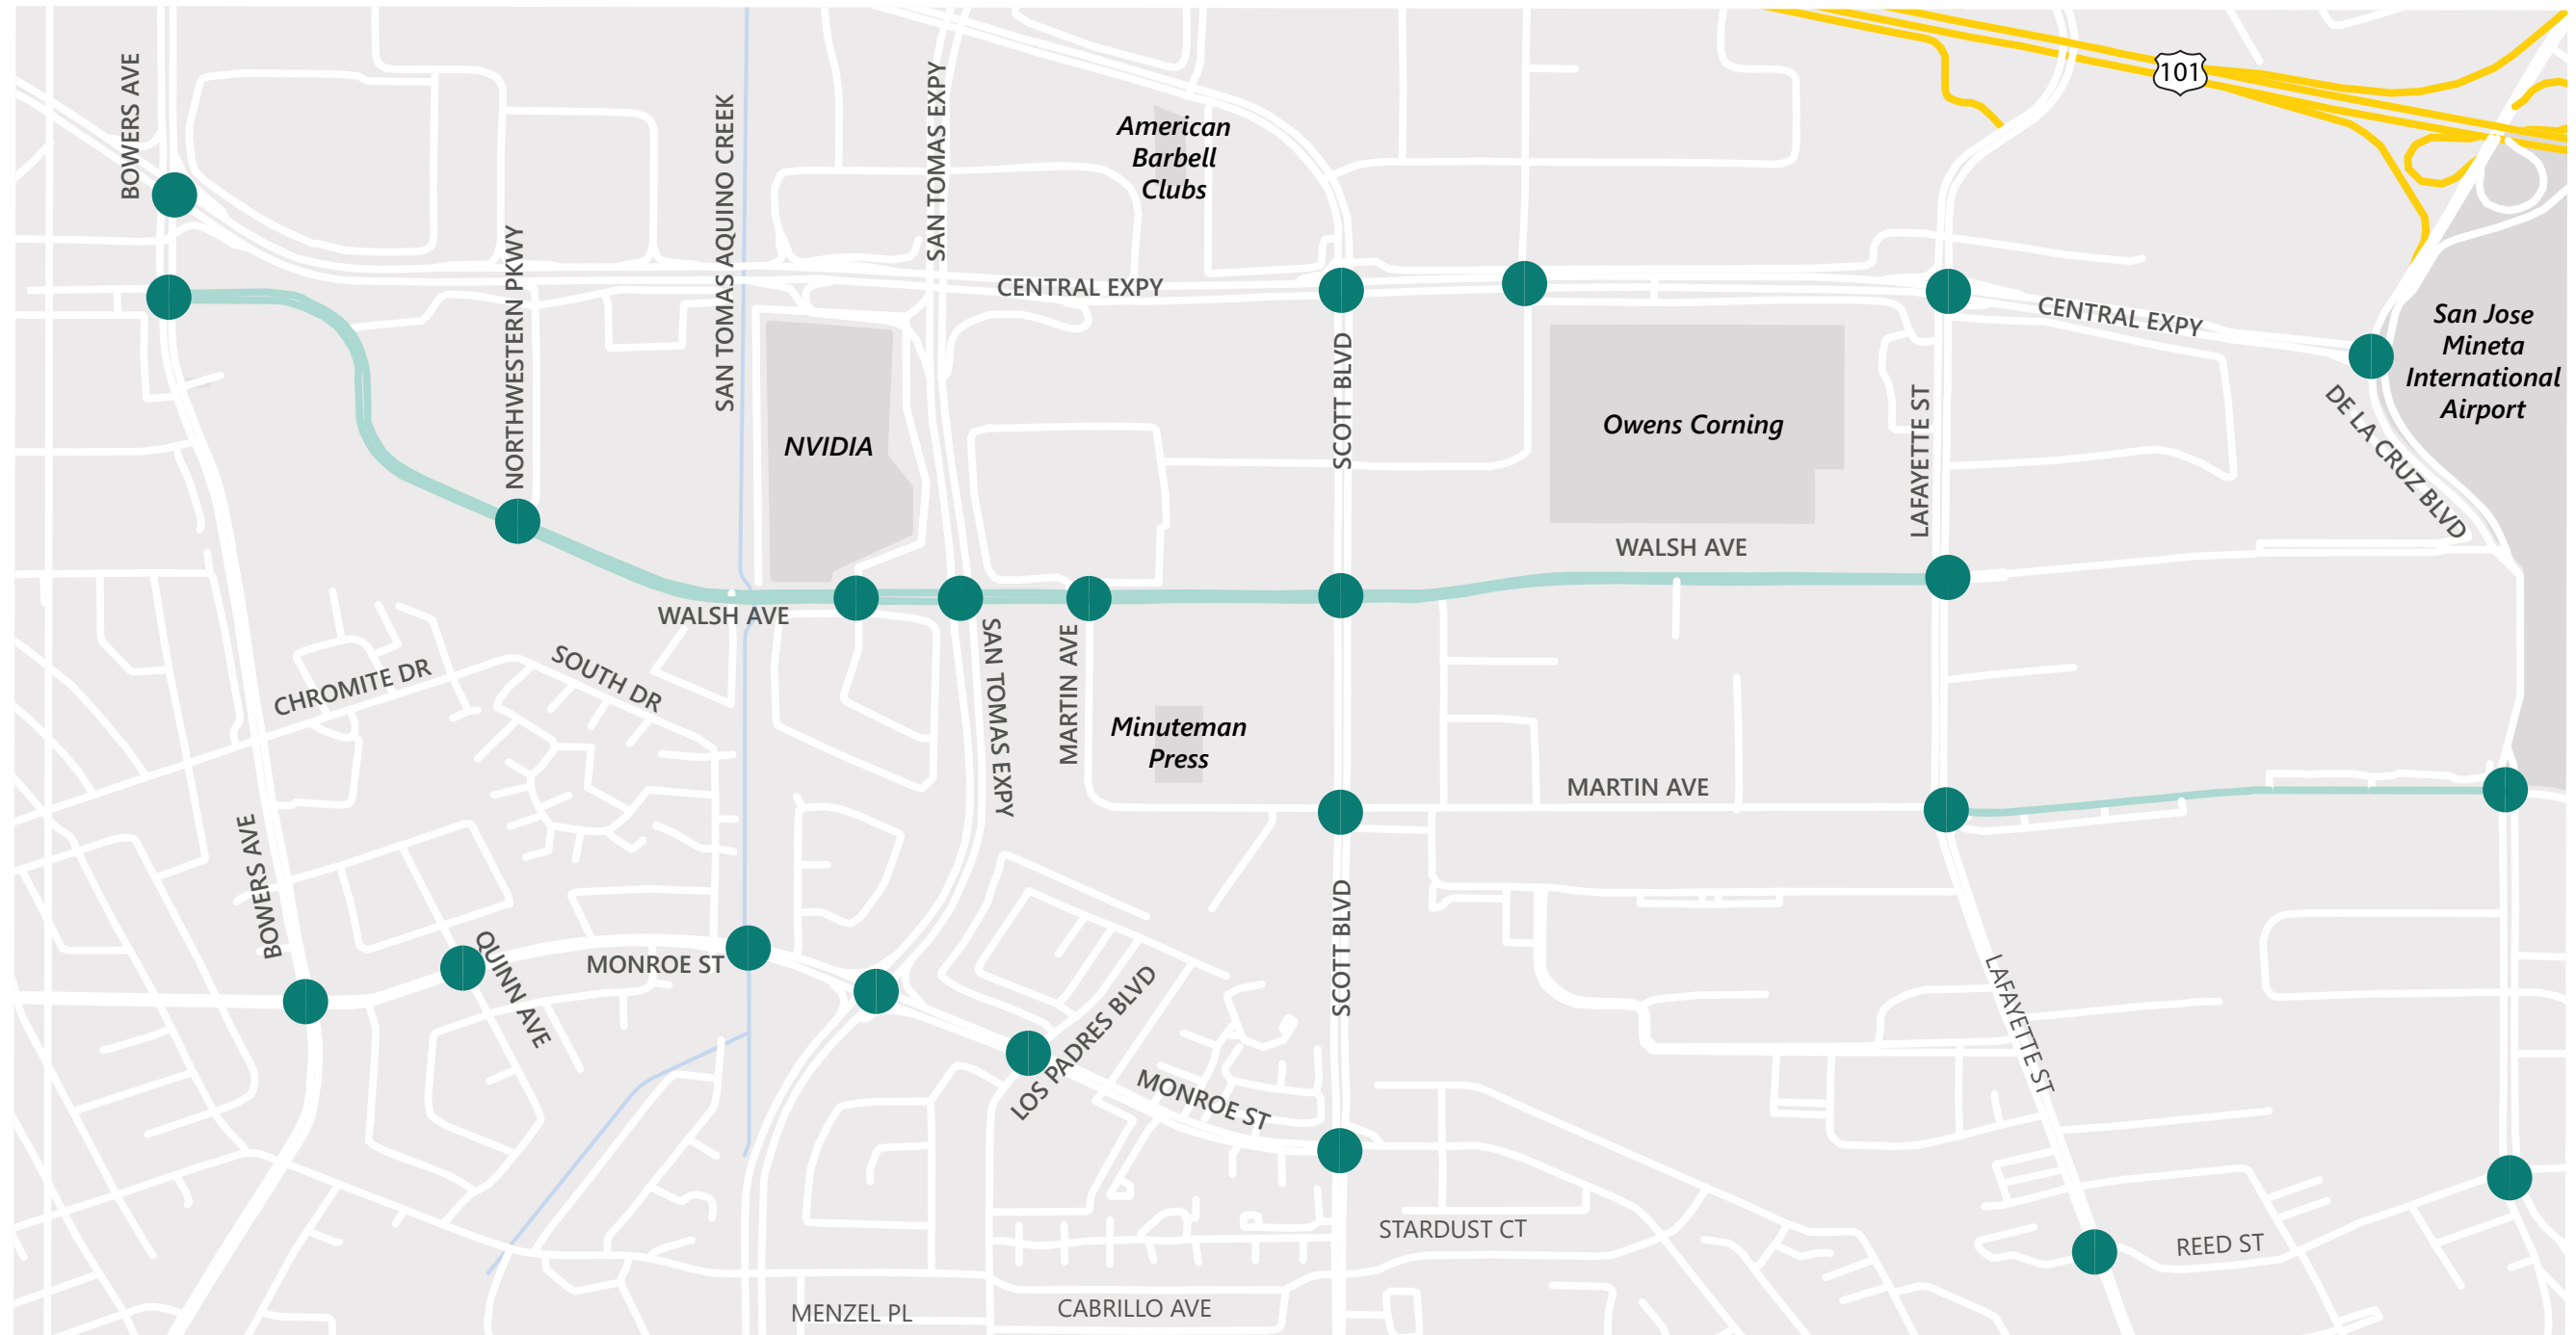 101
BOWERS AVE
SAN TOMAS AQUINO CREEK
SAN TOMAS EXPY
American
Barbell
Clubs
NORTHWESTERN PKWY
CENTRAL EXPY
CENTRAL EXPY
San Jose
Mineta
International
Airport
SCOTT BLVD
LAFAYETTE ST
DE LA CRUZ BLVD
NVIDIA
Owens Corning
WALSH AVE
WALSH AVE
SAN TOMAS EXPY
MARTIN AVE
CHROMITE DR
SOUTH DR
Minuteman
Press
MARTIN AVE
BOWERS AVE
SCOTT BLVD
QUINN AVE
MONROE ST
LOS PADRES BLVD
LAFAYETTE ST
MONROE ST
STARDUST CT
REED ST
MENZEL PL
CABRILLO AVE